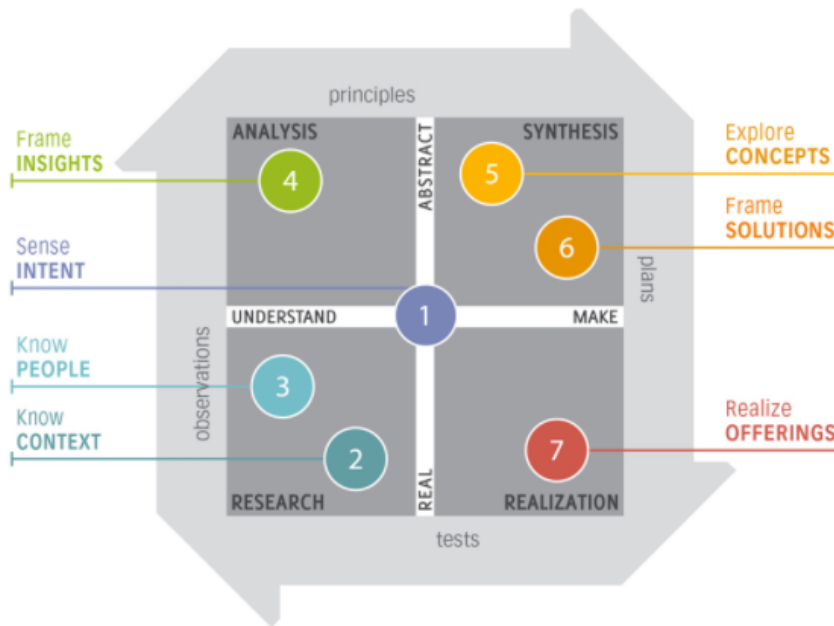 principles
ANALYSIS
ABSTRACT
SYNTHESIS
Frame
INSIGHTS
4
5
Explore
CONCEPTS
6
Frame
SOLUTIONS
Sense
INTENT
plans
UNDERSTAND
1
MAKE
Know
PEOPLE
observations
3
Know
CONTEXT
2
7
Realize
OFFERINGS
RESEARCH
REAL
REALIZATION
tests